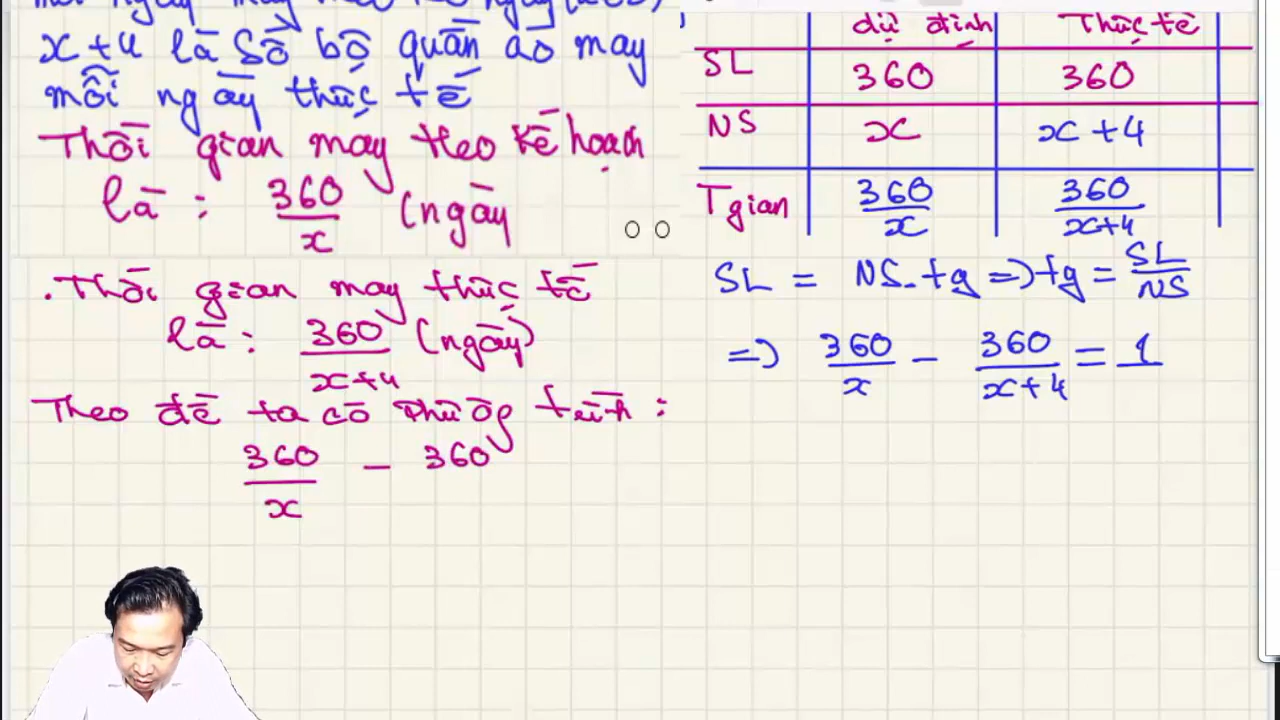 x + 4 là số bộ quần áo may
mỗi ngày thực tế
Thời gian may theo kế hoạch
là : 360/x (ngày
. Thời gian may thực tế
là : 360/(x+4) (ngày)
Theo đề ta có trình :
360/x - 360
dự định Thực tế
SL 360 360
NS x x + 4
Tgian 360/x 360/(x+4)
SL = NS . tg => tg = SL/NS
=> 360/x - 360/(x+4) = 1